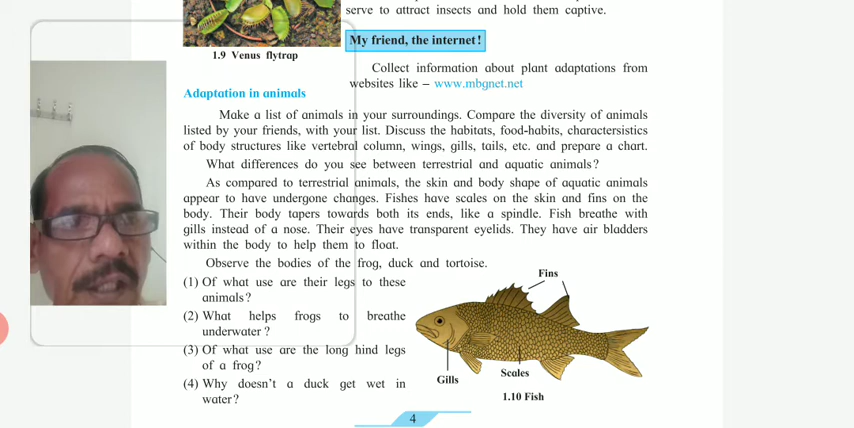 serve to attract insects and hold them captive.
My friend, the internet!
1.9 Venus flytrap
Collect information about plant adaptations from
websites like – www.mbgnet.net
Adaptation in animals
Make a list of animals in your surroundings. Compare the diversity of animals
listed by your friends, with your list. Discuss the habitats, food-habits, charactersistics
of body structures like vertebral column, wings, gills, tails, etc. and prepare a chart.
What differences do you see between terrestrial and aquatic animals?
As compared to terrestrial animals, the skin and body shape of aquatic animals
appear to have undergone changes. Fishes have scales on the skin and fins on the
body. Their body tapers towards both its ends, like a spindle. Fish breathe with
gills instead of a nose. Their eyes have transparent eyelids. They have air bladders
within the body to help them to float.
Observe the bodies of the frog, duck and tortoise.
(1) Of what use are their legs to these
animals?
(2) What helps frogs to breathe
underwater ?
(3) Of what use are the long hind legs
of a frog?
(4) Why doesn't a duck get wet in
water?
Fins
Gills
Scales
1.10 Fish
4